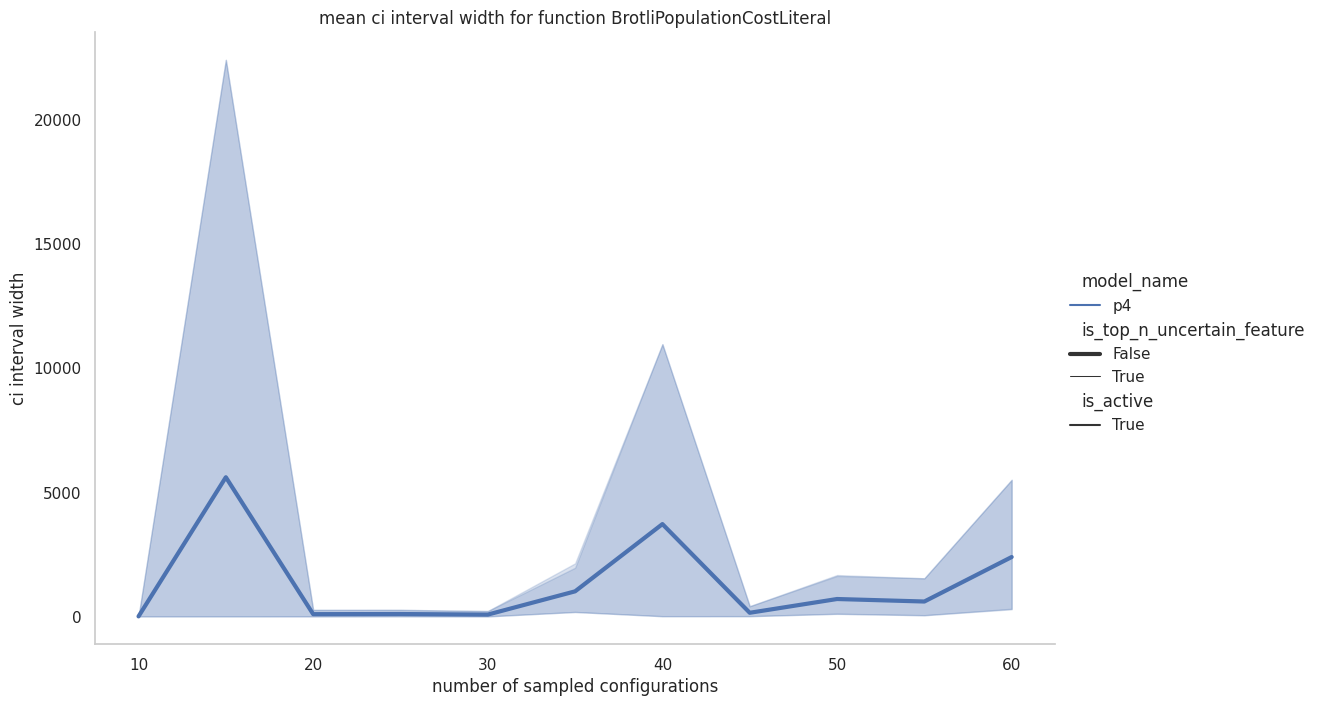 mean ci interval width for function BrotliPopulationCostLiteral
20000
15000
10000
5000
0
ci interval width
10 20 30 40 50 60
number of sampled configurations
model_name
p4
is_top_n_uncertain_feature
False
True
is_active
True